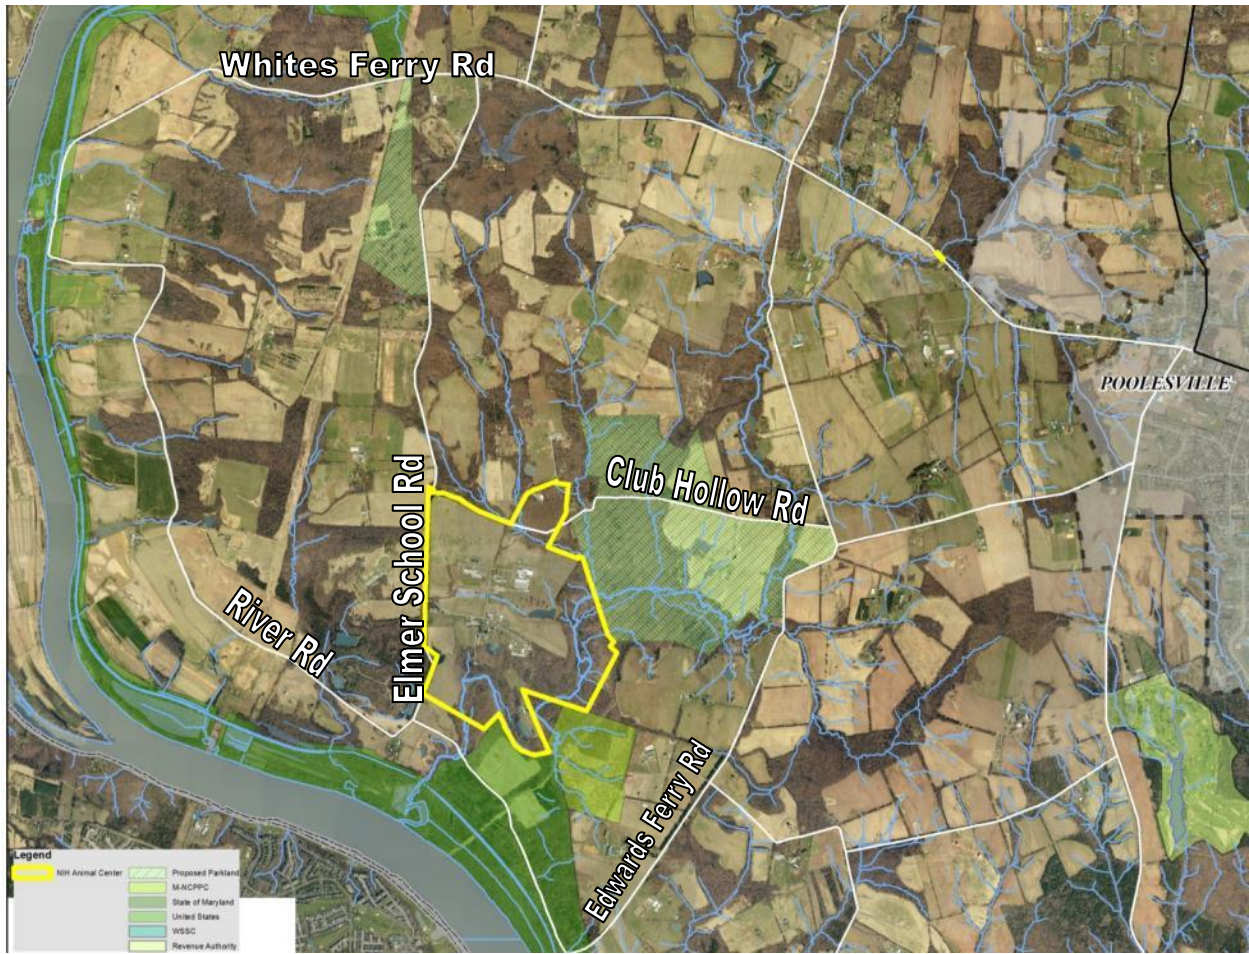 Whites Ferry Rd
POOLESVILLE
Club Hollow Rd
Elmer School Rd
River Rd
Edwards Ferry Rd
Legend
NIH Animal Center
Proposed Parkland
M-NCPPC
State of Maryland
United States
WSSC
Revenue Authority